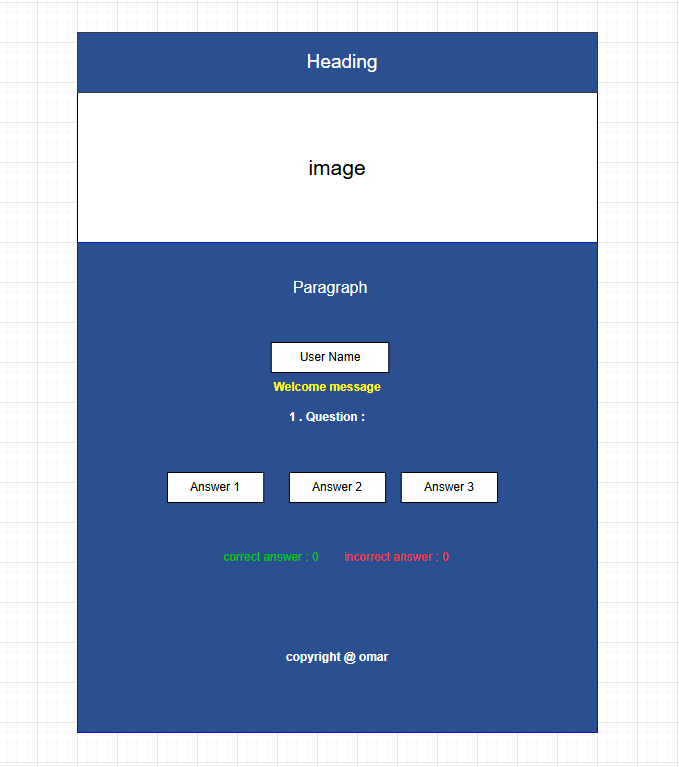 Heading
image
Paragraph
User Name
Welcome message
1 . Question :
Answer 1 Answer 2 Answer 3
correct answer : 0 incorrect answer : 0
copyright @ omar